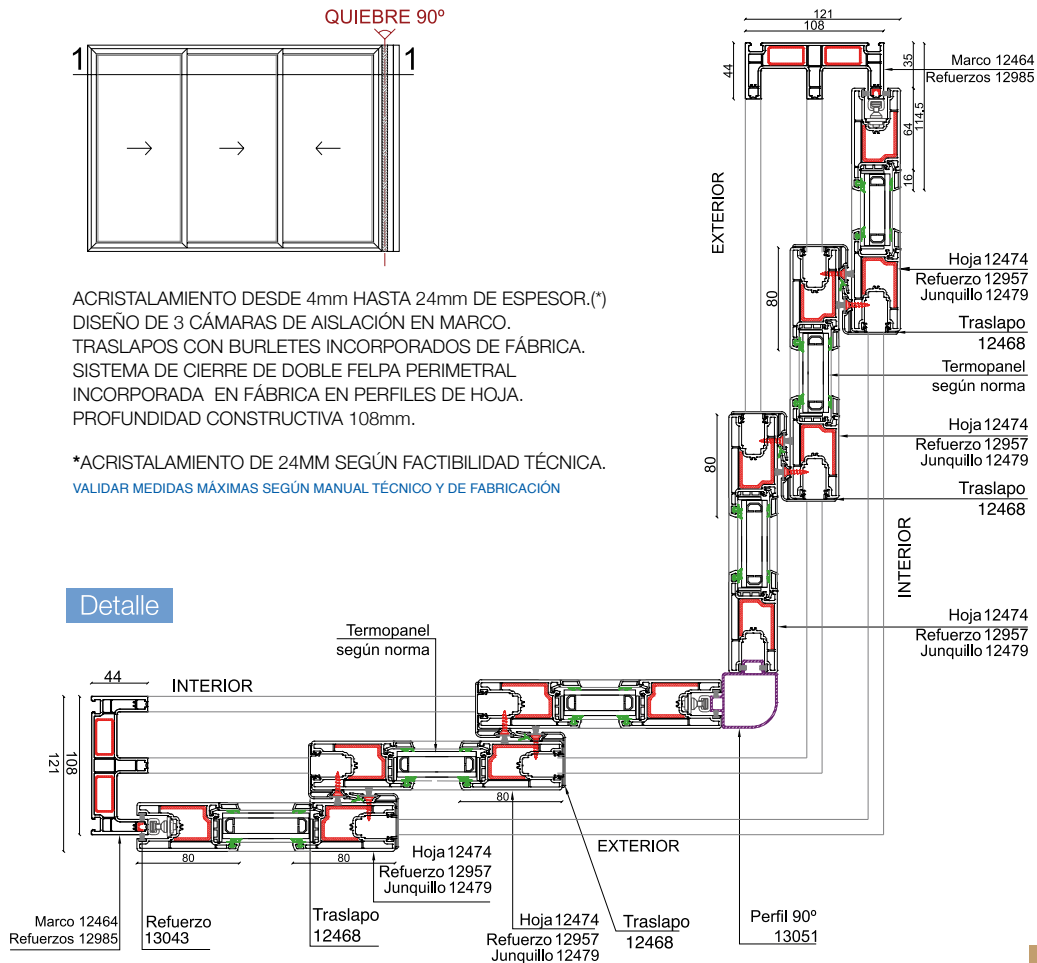 QUIEBRE 90º
1
1
ACRISTALAMIENTO DESDE 4mm HASTA 24mm DE ESPESOR.(*)
DISEÑO DE 3 CÁMARAS DE AISLACIÓN EN MARCO.
TRASLAPOS CON BURLETES INCORPORADOS DE FÁBRICA.
SISTEMA DE CIERRE DE DOBLE FELPA PERIMETRAL
INCORPORADA EN FÁBRICA EN PERFILES DE HOJA.
PROFUNDIDAD CONSTRUCTIVA 108mm.
*ACRISTALAMIENTO DE 24MM SEGÚN FACTIBILIDAD TÉCNICA.
VALIDAR MEDIDAS MÁXIMAS SEGÚN MANUAL TÉCNICO Y DE FABRICACIÓN
121
108
44
35
114.5
64
16
Marco 12464
Refuerzos 12985
EXTERIOR
80
Hoja 12474
Refuerzo 12957
Junquillo 12479
Traslapo
12468
Termopanel
según norma
80
Hoja 12474
Refuerzo 12957
Junquillo 12479
Traslapo
12468
INTERIOR
Hoja 12474
Refuerzo 12957
Junquillo 12479
Detalle
Termopanel
según norma
44
INTERIOR
108
121
80
80
80
EXTERIOR
Hoja 12474
Refuerzo 12957
Junquillo 12479
Marco 12464
Refuerzos 12985
Refuerzo
13043
Traslapo
12468
Hoja 12474
Refuerzo 12957
Junquillo 12479
Traslapo
12468
Perfil 90º
13051